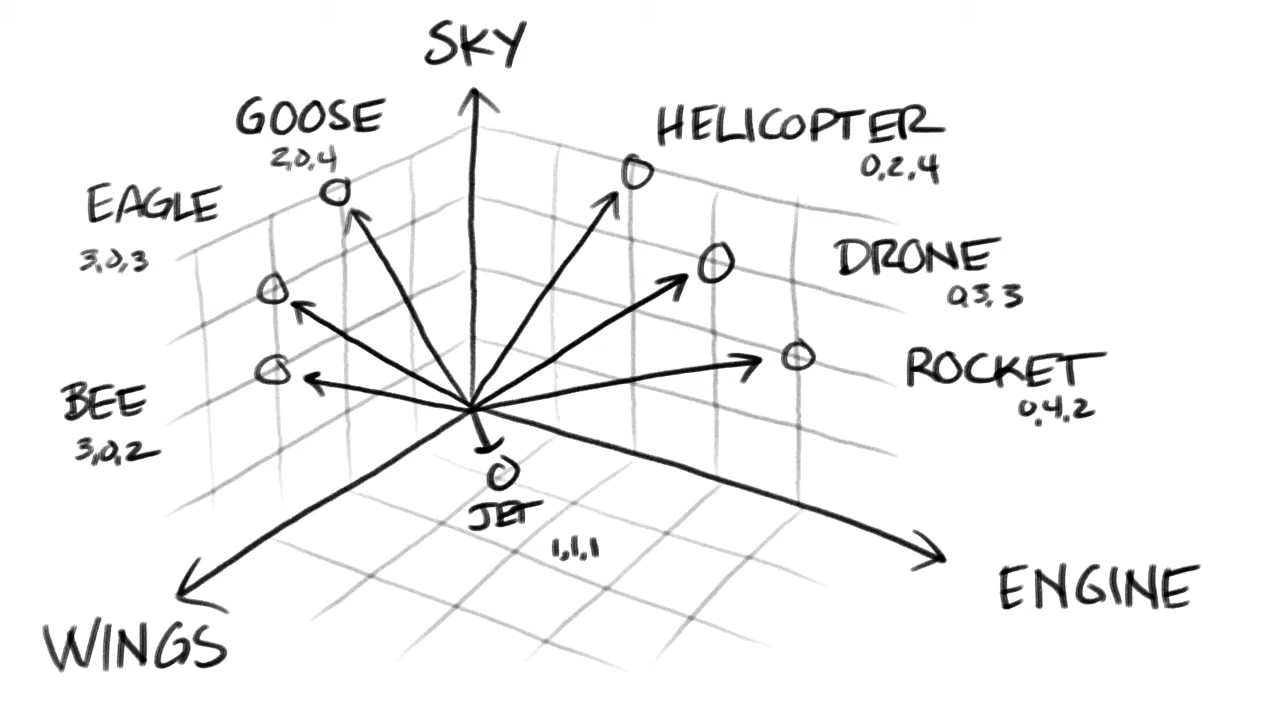 SKY
GOOSE
2,0,4
HELICOPTER
0,2,4
EAGLE
3,0,3
DRONE
0,3,3
ROCKET
0,4,2
BEE
3,0,2
JET
1,1,1
ENGINE
WINGS